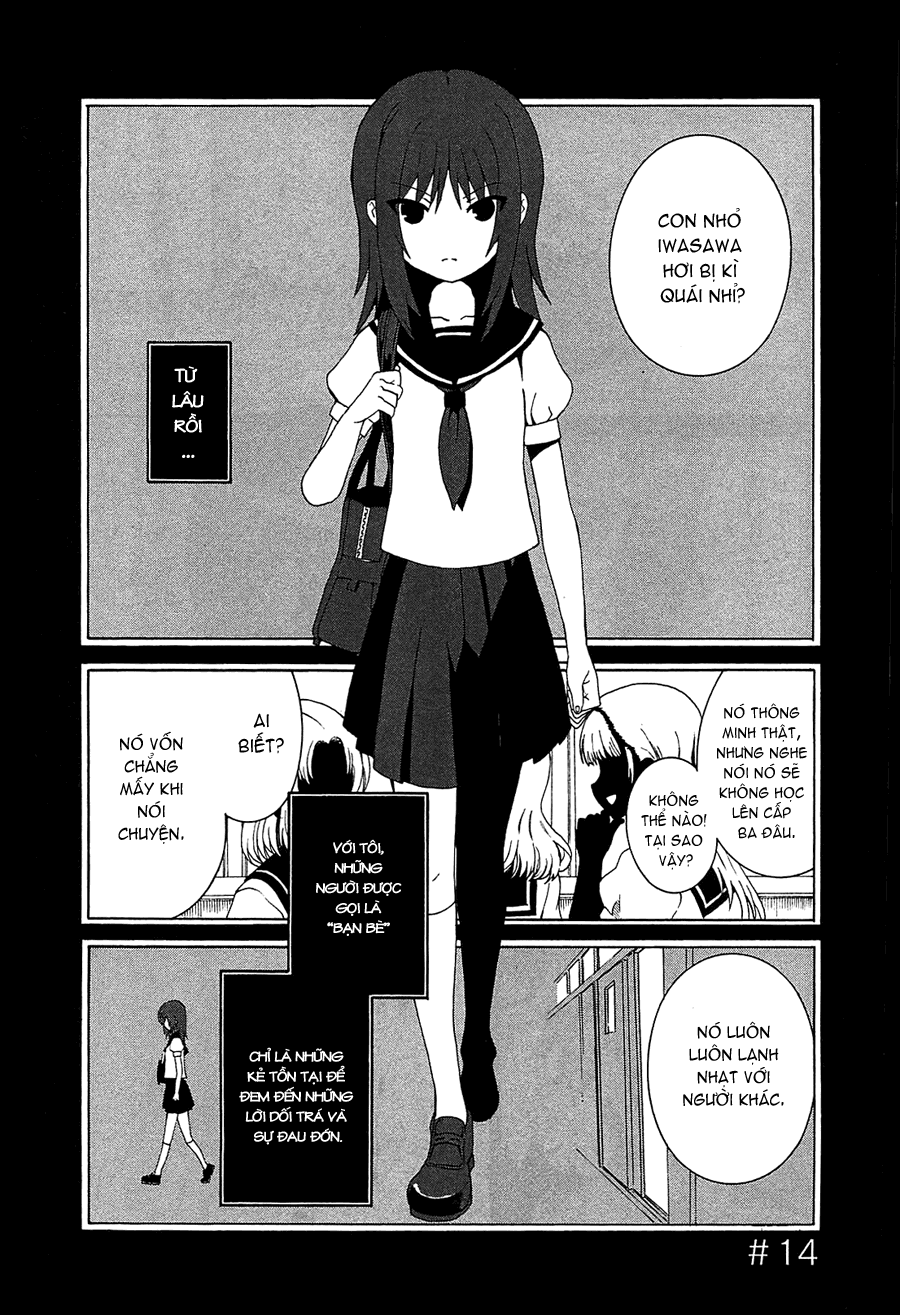 CON NHỎ
IWASAWA
HƠI BỊ KÌ
QUÁI NHỈ?
TỪ
LÂU
RỒI
...
NÓ THÔNG
MINH THẬT,
NHƯNG NGHE
NÓI NÓ SẼ
KHÔNG HỌC
LÊN CẤP
BA ĐÂU.
KHÔNG
THỂ NÀO!
TẠI SAO
VẬY?
AI
BIẾT?
NÓ VỐN
CHẲNG
MẤY KHI
NÓI
CHUYỆN.
VỚI TÔI,
NHỮNG
NGƯỜI ĐƯỢC
GỌI LÀ
“BẠN BÈ”
NÓ LUÔN
LUÔN LẠNH
NHẠT VỚI
NGƯỜI KHÁC.
CHỈ LÀ NHỮNG
KẺ TỒN TẠI ĐỂ
ĐEM ĐẾN NHỮNG
LỜI DỐI TRÁ VÀ
SỰ ĐAU ĐỚN.
#14